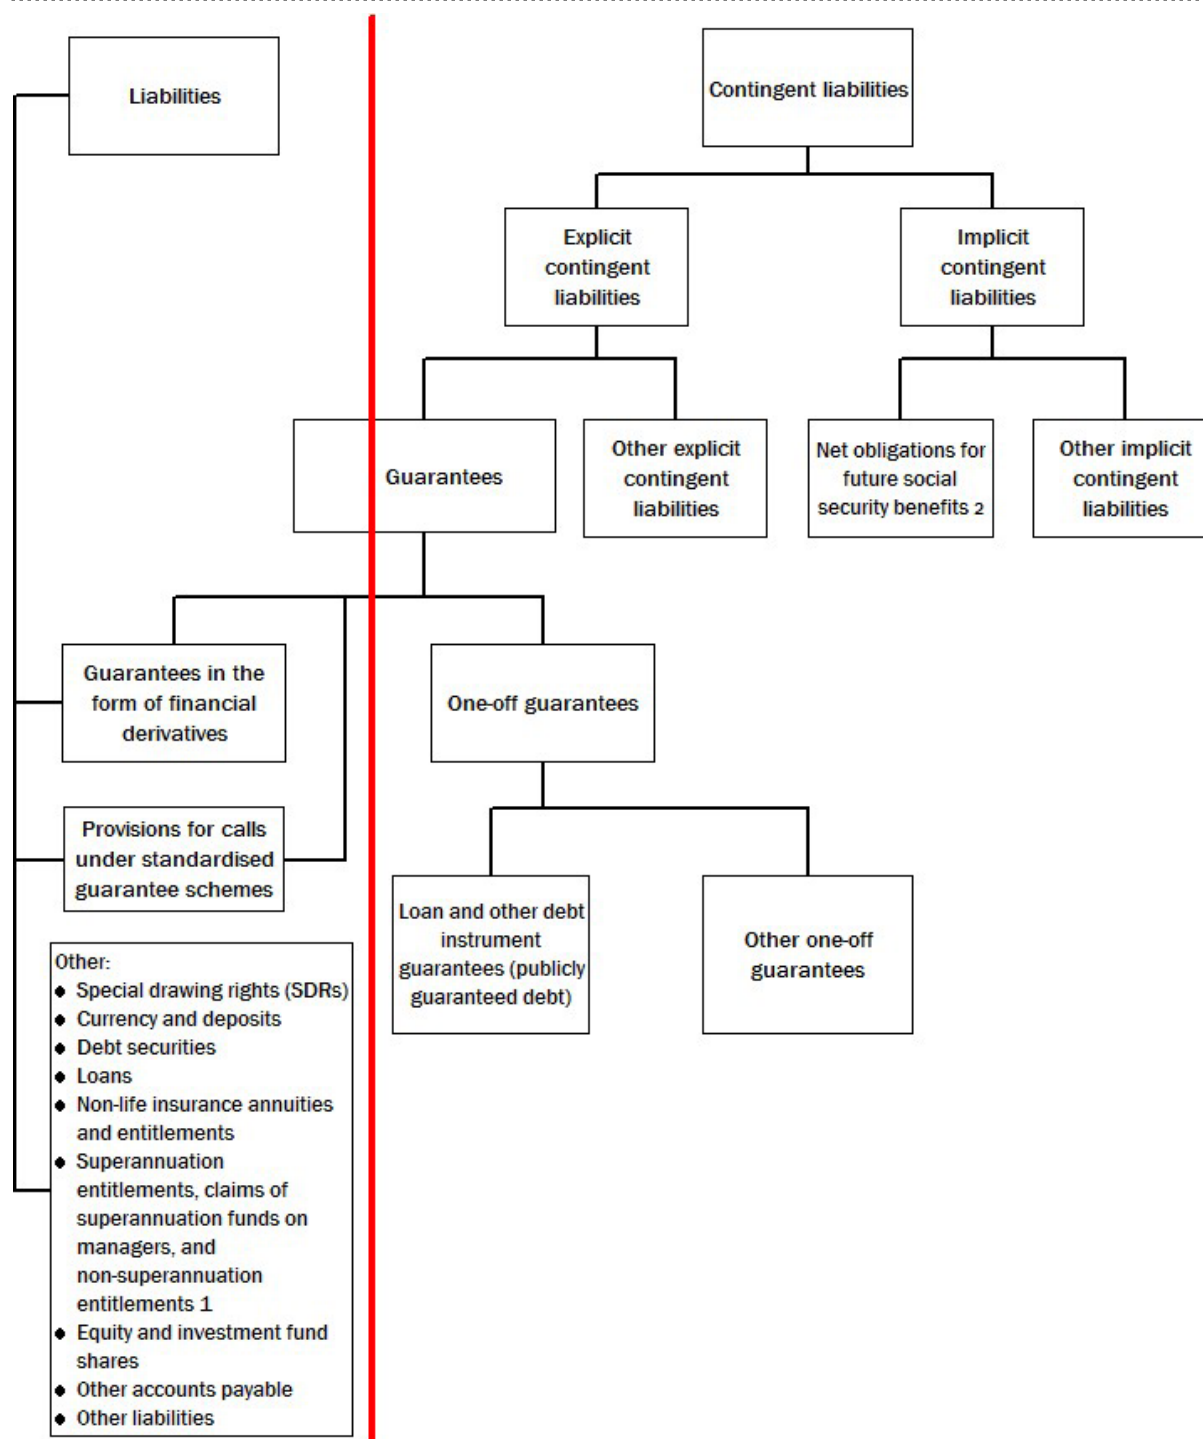 Liabilities
Contingent liabilities
Explicit
contingent
liabilities
Implicit
contingent
liabilities
Guarantees
Other explicit
contingent
liabilities
Net obligations for
future social
security benefits 2
Other implicit
contingent
liabilities
Guarantees in the
form of financial
derivatives
One-off guarantees
Provisions for calls
under standardised
guarantee schemes
Loan and other debt
instrument
guarantees (publicly
guaranteed debt)
Other one-off
guarantees
Other:
● Special drawing rights (SDRs)
● Currency and deposits
● Debt securities
● Loans
● Non-life insurance annuities
and entitlements
● Superannuation
entitlements, claims of
superannuation funds on
managers, and
non-superannuation
entitlements 1
● Equity and investment fund
shares
● Other accounts payable
● Other liabilities